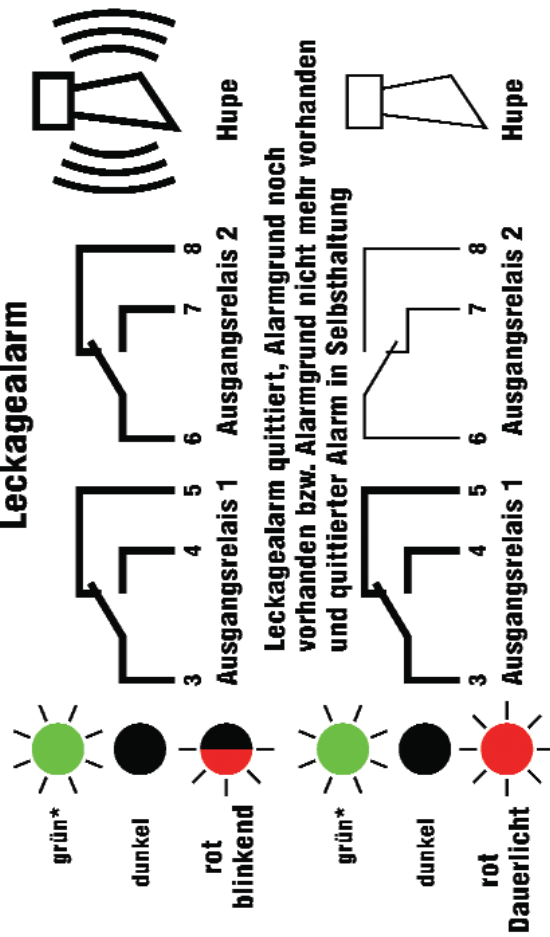 Leckagealarm
grün*
dunkel
rot
blinkend
3
4
5
Ausgangsrelais 1
6
7
8
Ausgangsrelais 2
Hupe
Leckagealarm quittiert, Alarmgrund noch
vorhanden bzw. Alarmgrund nicht mehr vorhanden
und quittierter Alarm in Selbsthaltung
grün*
dunkel
rot
Dauerlicht
3
4
5
Ausgangsrelais 1
6
7
8
Ausgangsrelais 2
Hupe